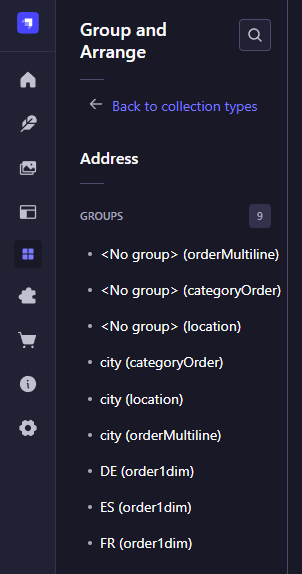 Group and
Arrange
Back to collection types
Address
GROUPS
9
<No group> (orderMultiline)
<No group> (categoryOrder)
<No group> (location)
city (categoryOrder)
city (location)
city (orderMultiline)
DE (order1dim)
ES (order1dim)
FR (order1dim)